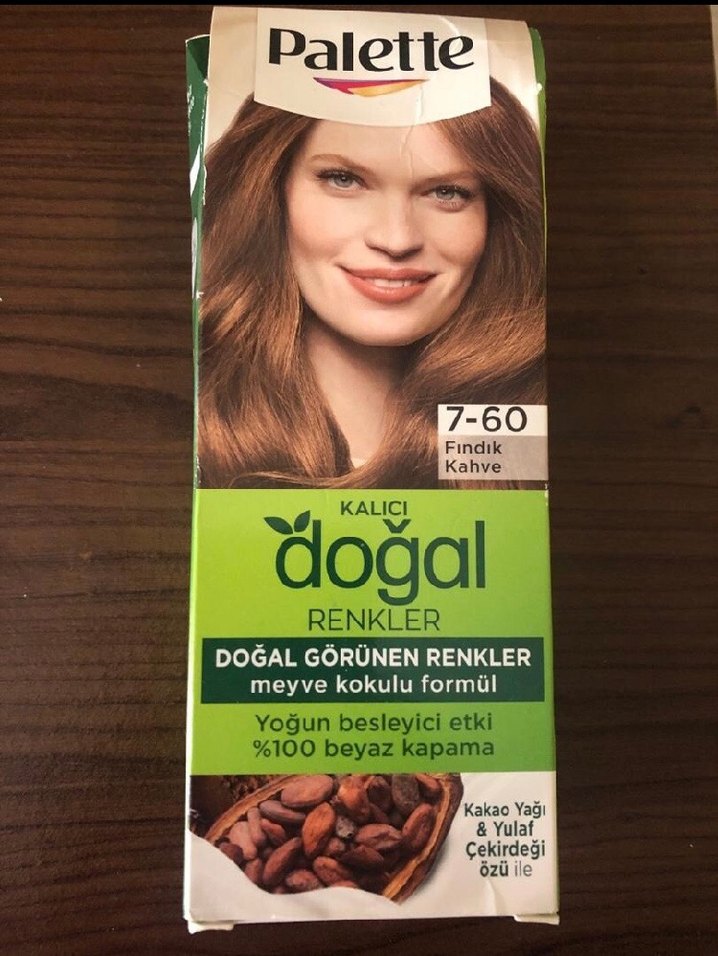 Palette
7-60
Fındık
Kahve
KALICI
doğal
RENKLER
DOĞAL GÖRÜNEN RENKLER
meyve kokulu formül
Yoğun besleyici etki
%100 beyaz kapama
Kakao Yağı
& Yulaf
Çekirdeği
özü ile